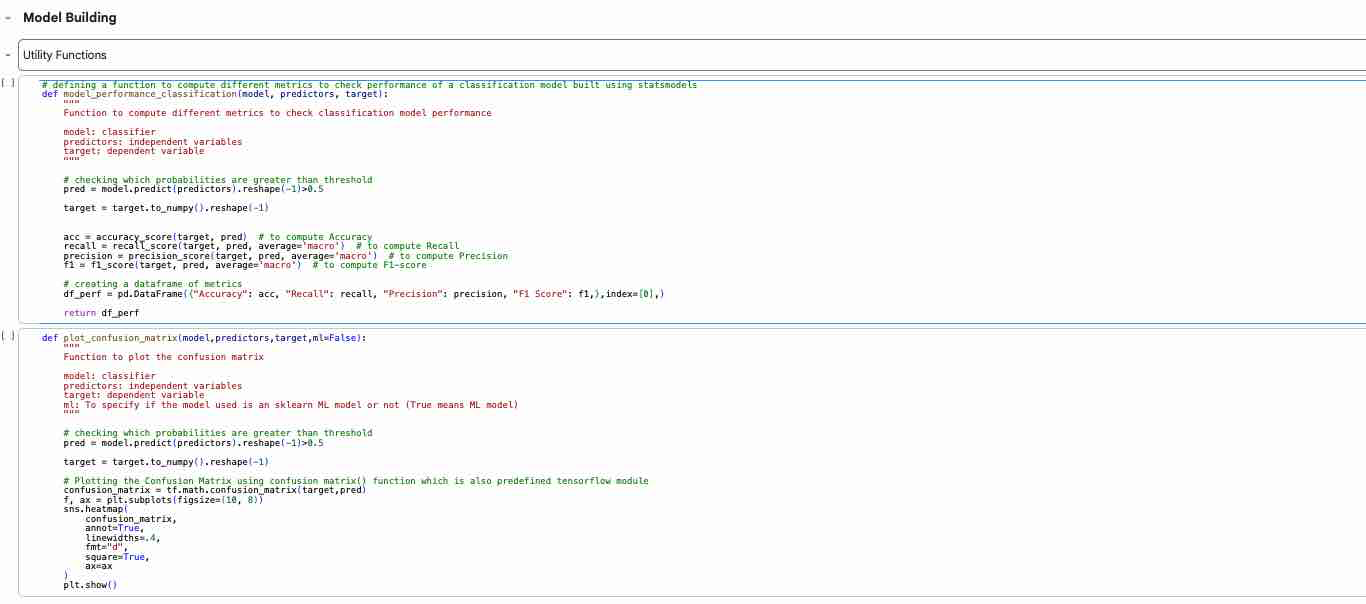 Model Building
Utility Functions
[ ]
# defining a function to compute different metrics to check performance of a classification model built using statsmodels
def model_performance_classification(model, predictors, target):
    """
    Function to compute different metrics to check classification model performance

    model: classifier
    predictors: independent variables
    target: dependent variable
    """

    # checking which probabilities are greater than threshold
    pred = model.predict(predictors).reshape(-1)>0.5

    target = target.to_numpy().reshape(-1)


    acc = accuracy_score(target, pred)  # to compute Accuracy
    recall = recall_score(target, pred, average='macro')  # to compute Recall
    precision = precision_score(target, pred, average='macro')  # to compute Precision
    f1 = f1_score(target, pred, average='macro')  # to compute F1-score

    # creating a dataframe of metrics
    df_perf = pd.DataFrame({"Accuracy": acc, "Recall": recall, "Precision": precision, "F1 Score": f1,},index=[0],)

    return df_perf
[ ]
def plot_confusion_matrix(model,predictors,target,ml=False):
    """
    Function to plot the confusion matrix

    model: classifier
    predictors: independent variables
    target: dependent variable
    ml: To specify if the model used is an sklearn ML model or not (True means ML model)
    """

    # checking which probabilities are greater than threshold
    pred = model.predict(predictors).reshape(-1)>0.5

    target = target.to_numpy().reshape(-1)

    # Plotting the Confusion Matrix using confusion matrix() function which is also predefined tensorflow module
    confusion_matrix = tf.math.confusion_matrix(target,pred)
    f, ax = plt.subplots(figsize=(10, 8))
    sns.heatmap(
        confusion_matrix,
        annot=True,
        linewidths=.4,
        fmt="d",
        square=True,
        ax=ax
    )
    plt.show()